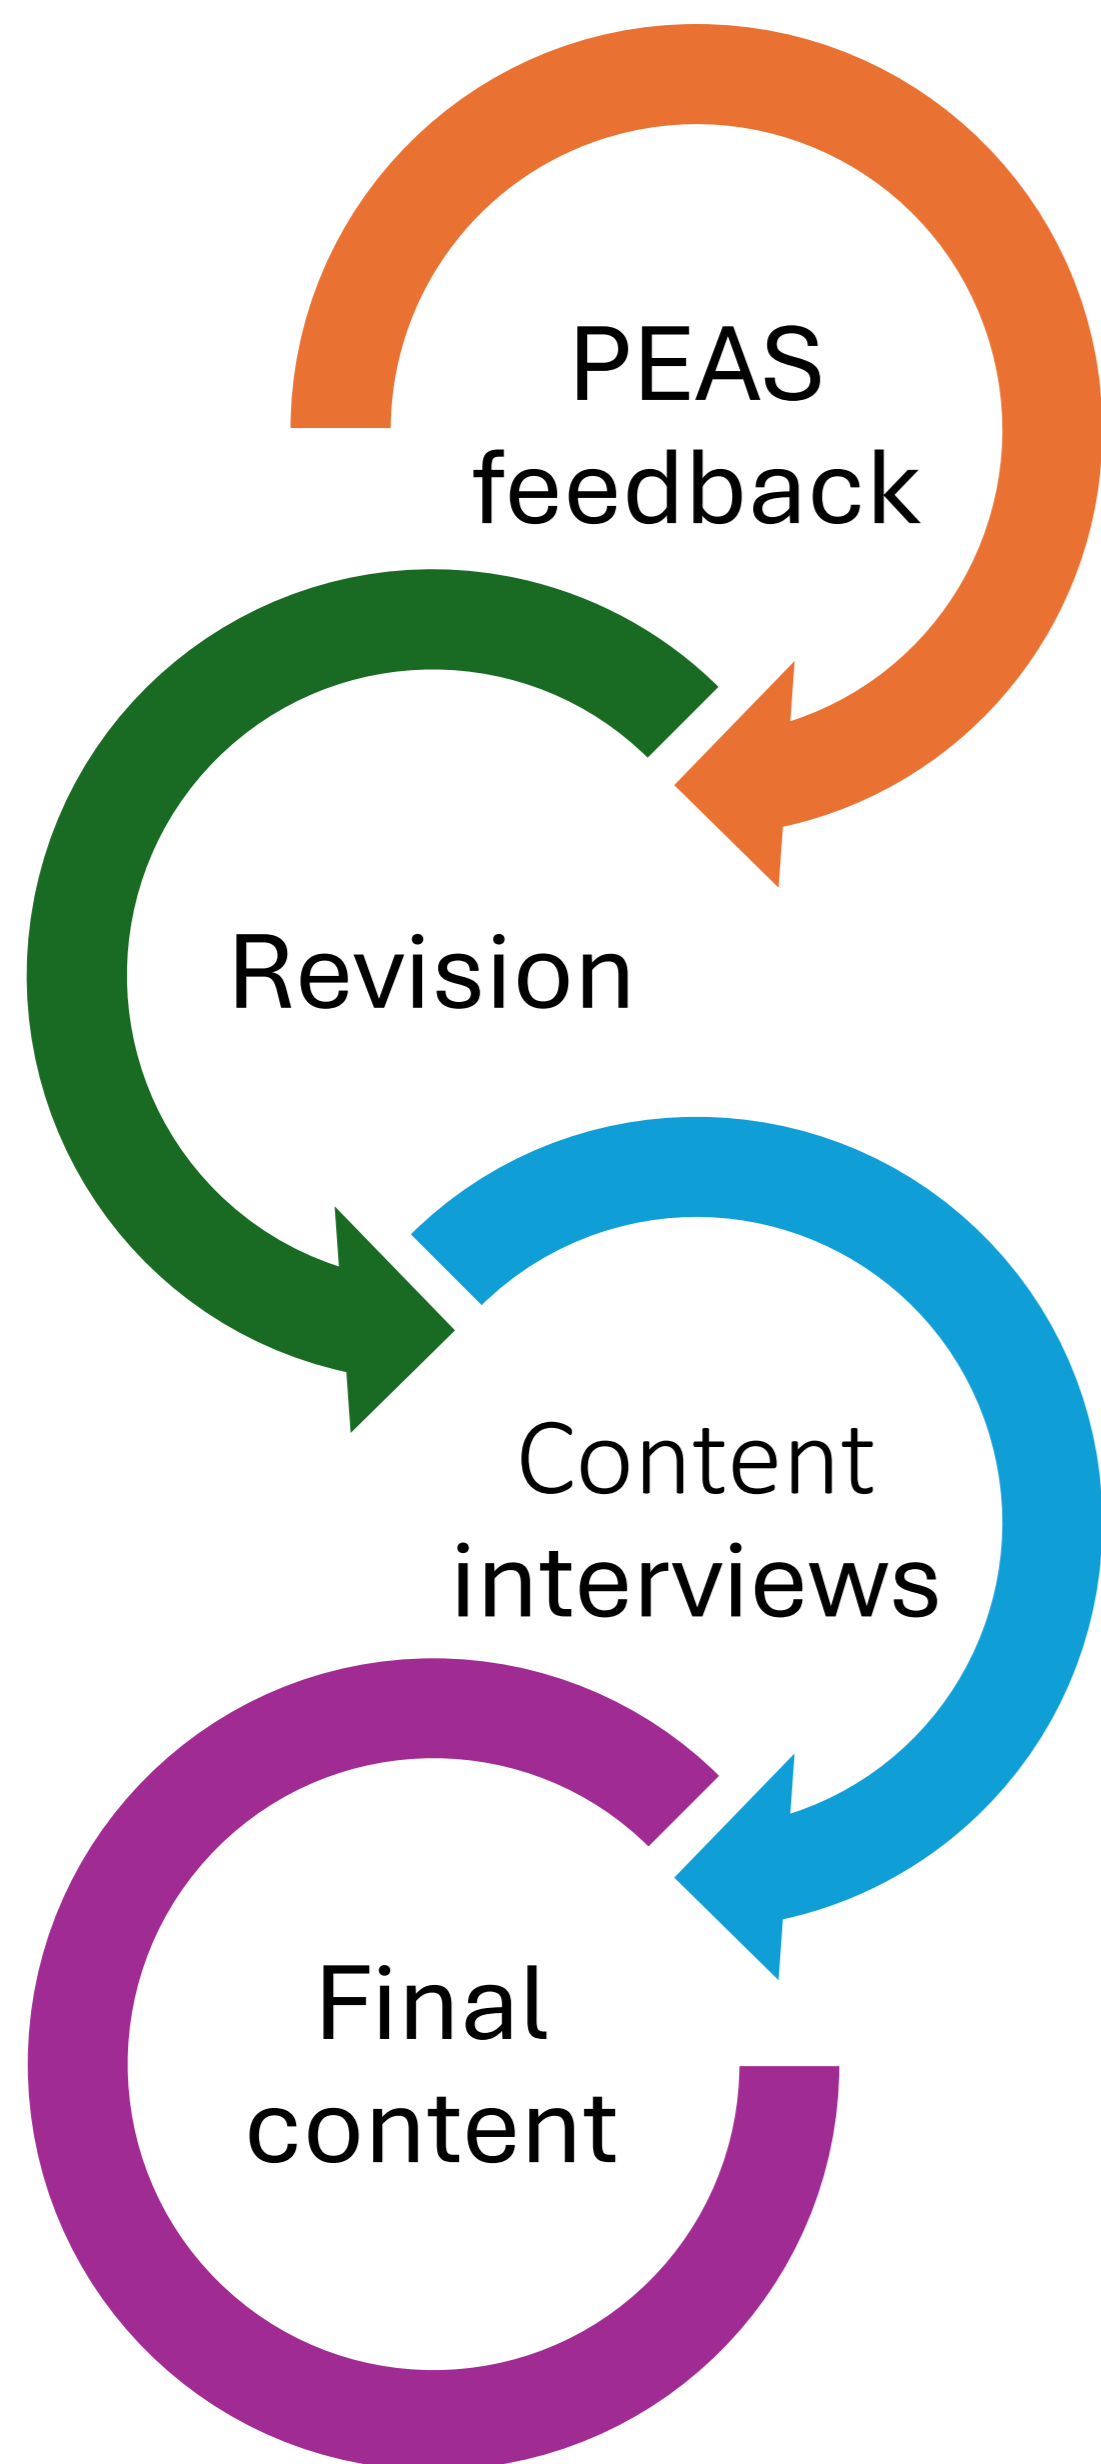 PEAS
feedback
Revision
Content
interviews
Final
content